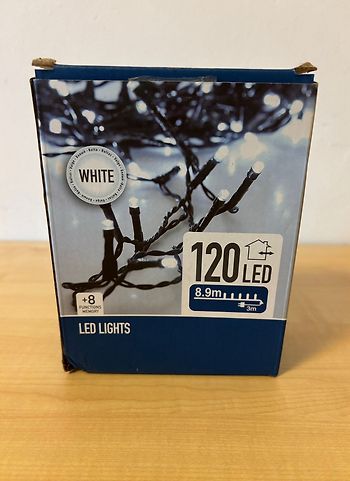 WHITE
120 LED
8.9m
3m
+8
FUNCTIONS
MEMORY
LED LIGHTS